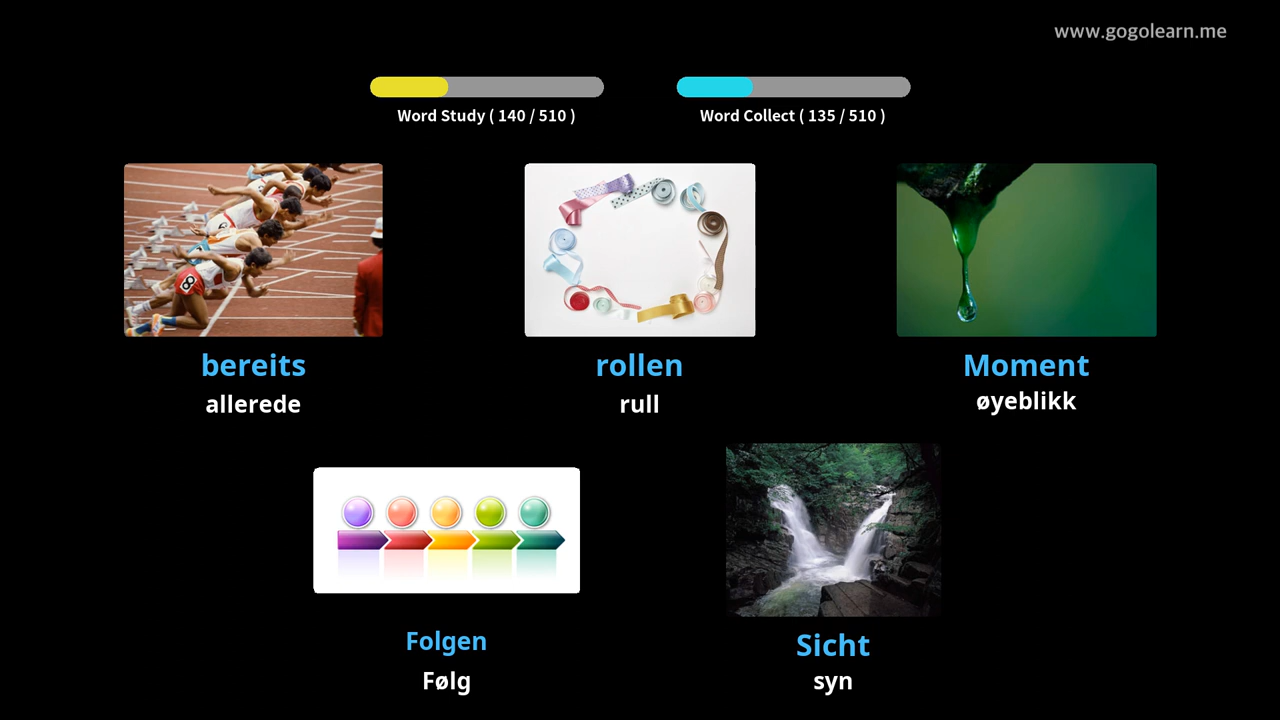 www.gogolearn.me
Word Study ( 140 / 510 )
Word Collect ( 135 / 510 )
bereits
allerede
rollen
rull
Moment
øyeblikk
Folgen
Følg
Sicht
syn